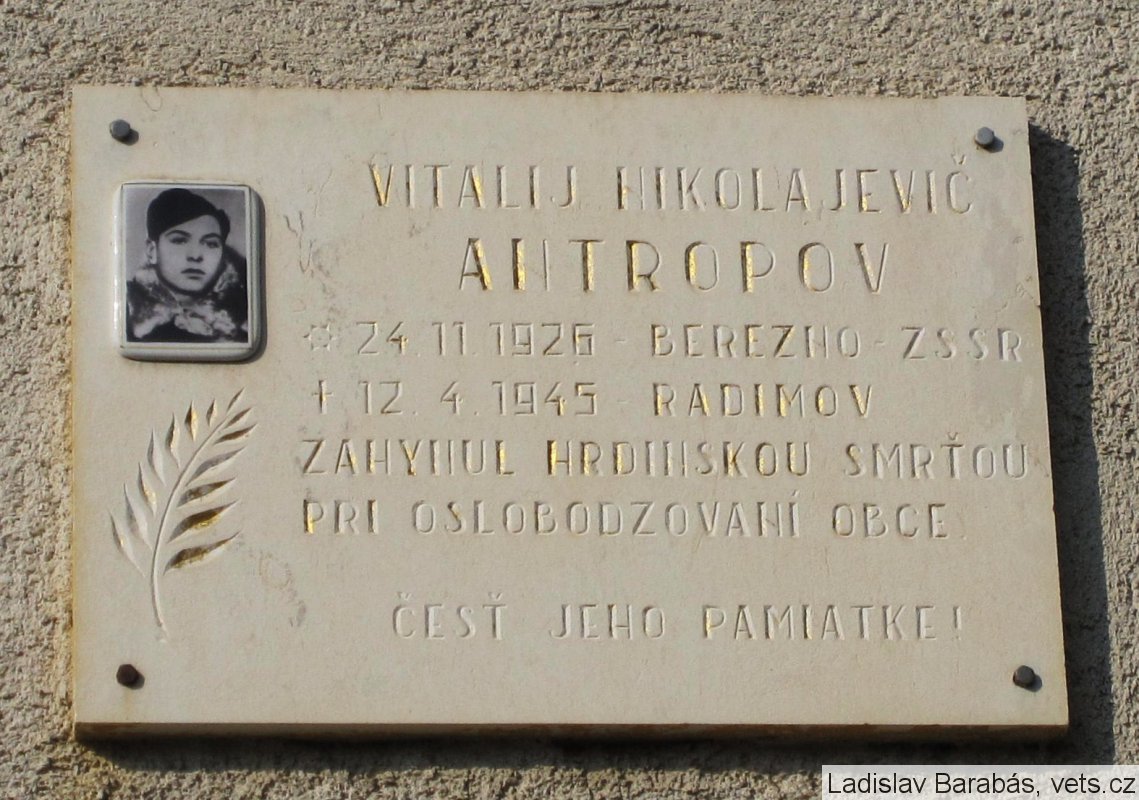 VITALIJ NIKOLAJEVIČ
ANTROPOV
☼ 24.11.1926 - BEREZNO - ZSSR
† 12.4.1945 - RADIMOV
ZAHYNUL HRDINSKOU SMRŤOU
PRI OSLOBODZOVANÍ OBCE.
ČESŤ JEHO PAMIATKE!
Ladislav Barabás, vets.cz